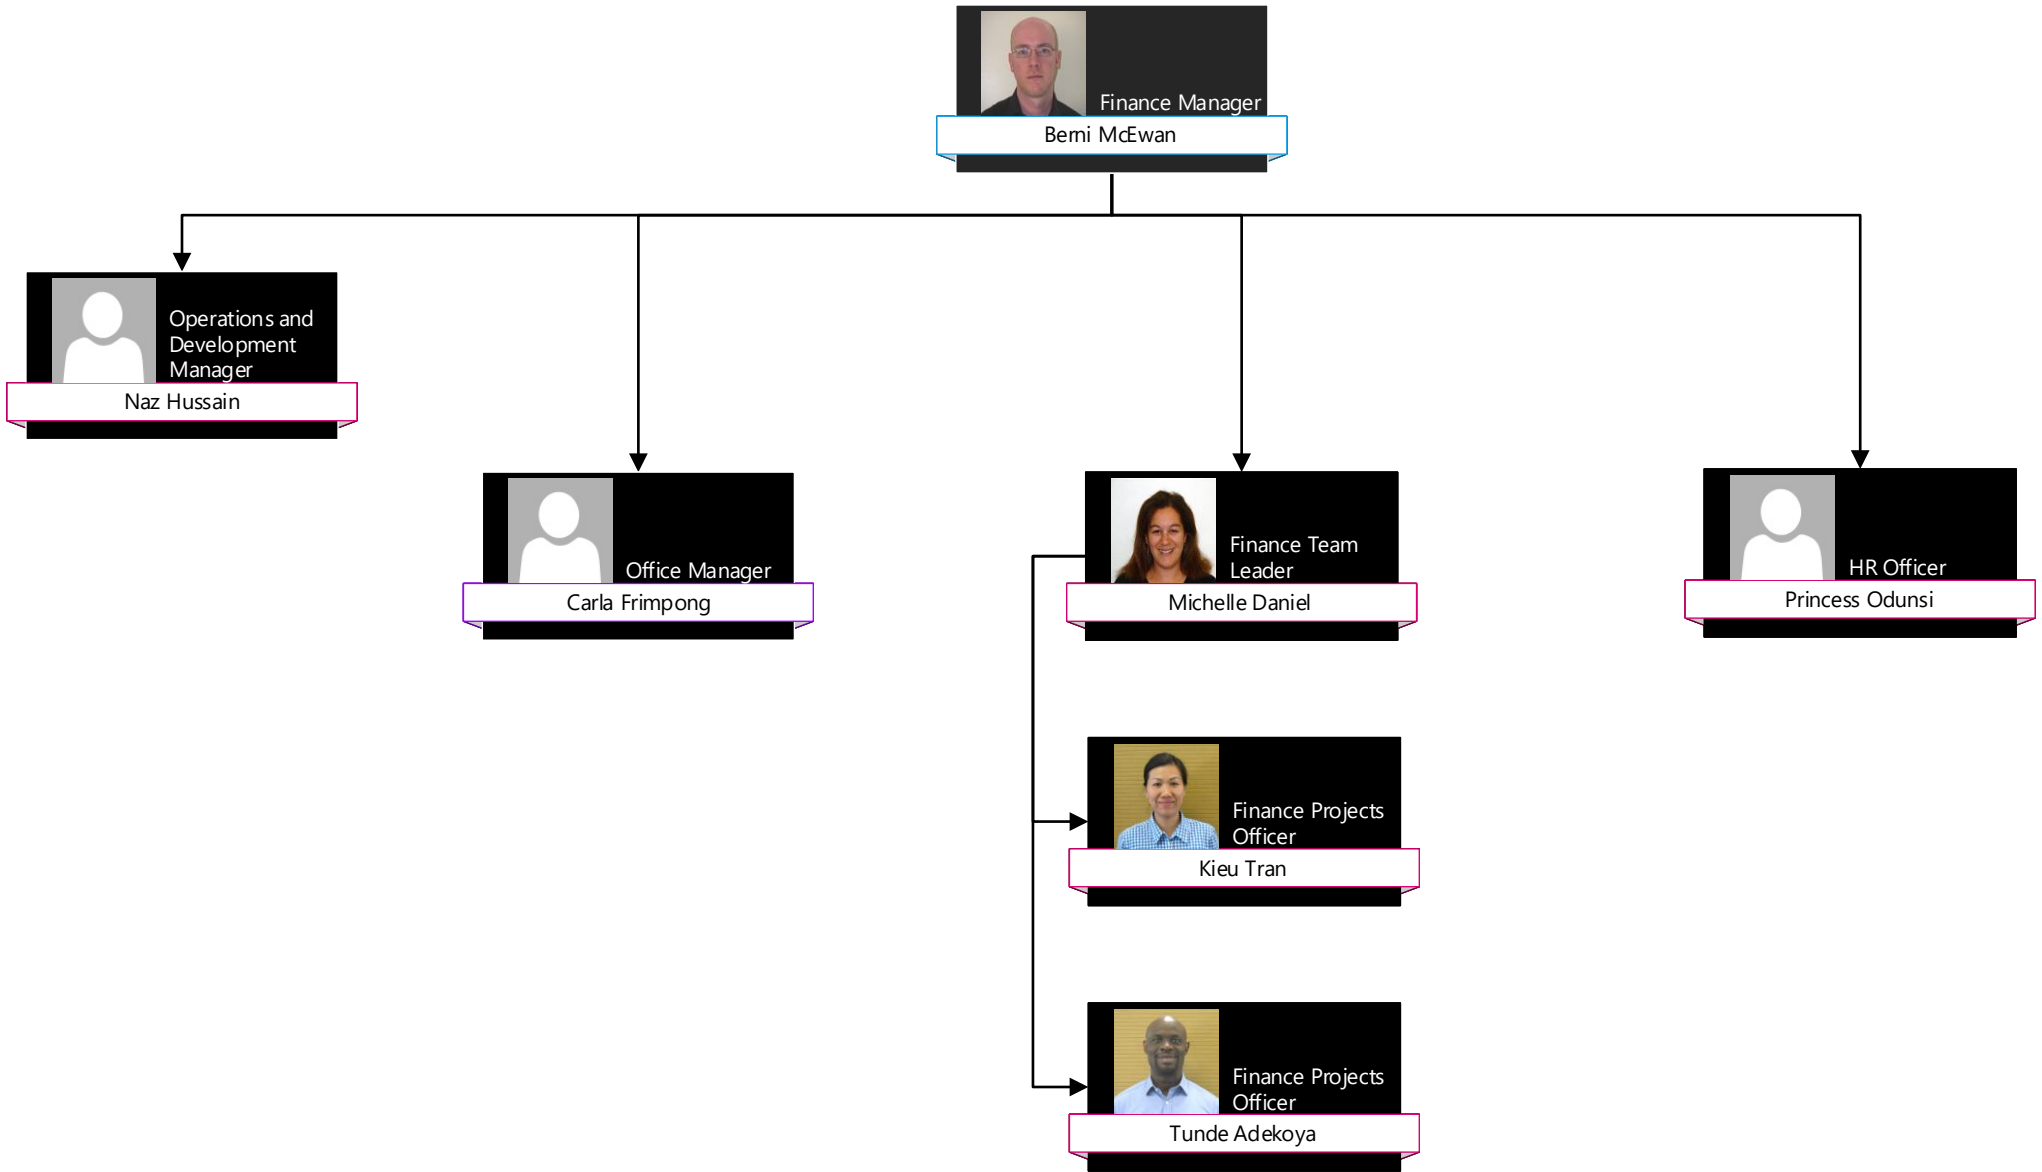 Finance Manager
Berni McEwan
Operations and
Development
Manager
Naz Hussain
Office Manager
Carla Frimpong
Finance Team
Leader
Michelle Daniel
HR Officer
Princess Odunsi
Finance Projects
Officer
Kieu Tran
Finance Projects
Officer
Tunde Adekoya